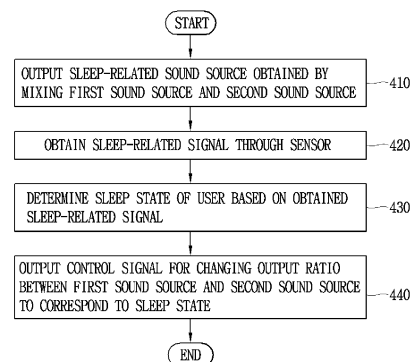 START
OUTPUT SLEEP-RELATED SOUND SOURCE OBTAINED BY
MIXING FIRST SOUND SOURCE AND SECOND SOUND SOURCE
410
OBTAIN SLEEP-RELATED SIGNAL THROUGH SENSOR
420
DETERMINE SLEEP STATE OF USER BASED ON OBTAINED
SLEEP-RELATED SIGNAL
430
OUTPUT CONTROL SIGNAL FOR CHANGING OUTPUT RATIO
BETWEEN FIRST SOUND SOURCE AND SECOND SOUND SOURCE
TO CORRESPOND TO SLEEP STATE
440
END